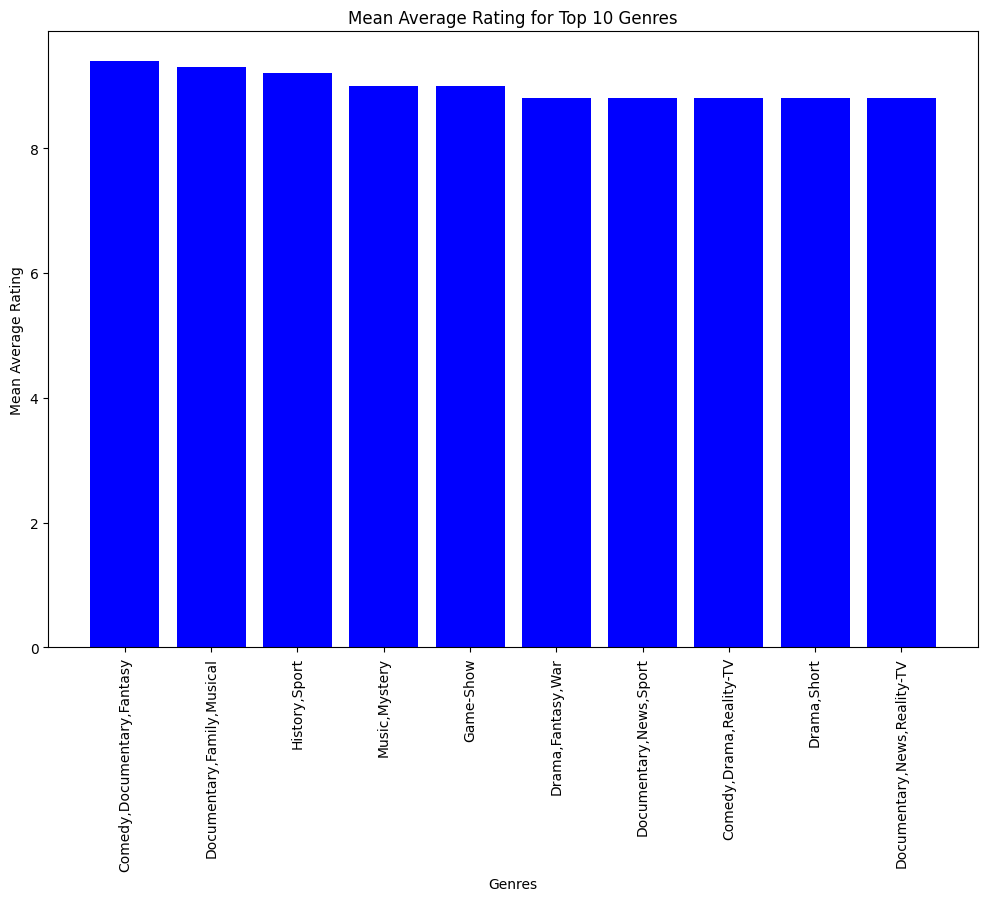 Mean Average Rating for Top 10 Genres
Mean Average Rating
8
6
4
2
0
Comedy,Documentary,Fantasy
Documentary,Family,Musical
History,Sport
Music,Mystery
Game-Show
Drama,Fantasy,War
Documentary,News,Sport
Comedy,Drama,Reality-TV
Drama,Short
Documentary,News,Reality-TV
Genres